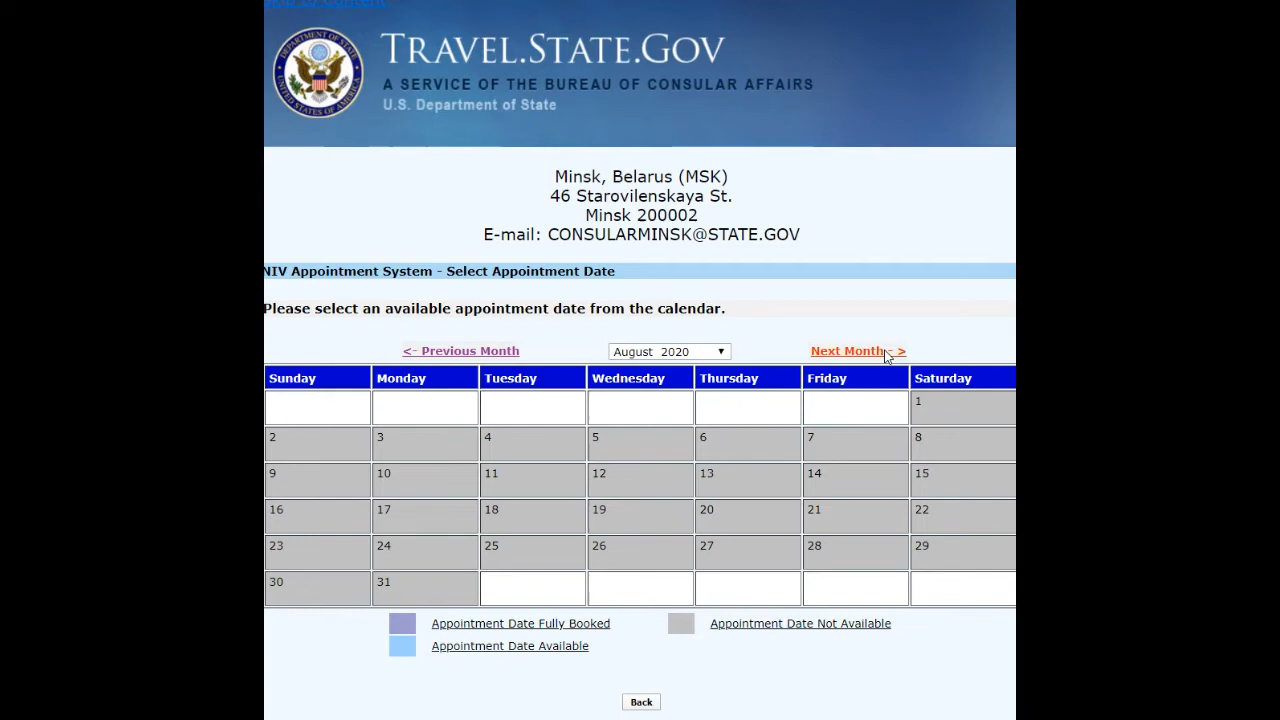 Skip to Content
TRAVEL.STATE.GOV
A SERVICE OF THE BUREAU OF CONSULAR AFFAIRS
U.S. Department of State
Minsk, Belarus (MSK)
46 Starovilenskaya St.
Minsk 200002
E-mail: CONSULARMINSK@STATE.GOV
NIV Appointment System - Select Appointment Date
Please select an available appointment date from the calendar.
<- Previous Month August 2020 Next Month- >
Sunday Monday Tuesday Wednesday Thursday Friday Saturday
1
2 3 4 5 6 7 8
9 10 11 12 13 14 15
16 17 18 19 20 21 22
23 24 25 26 27 28 29
30 31
Appointment Date Fully Booked Appointment Date Not Available
Appointment Date Available
Back